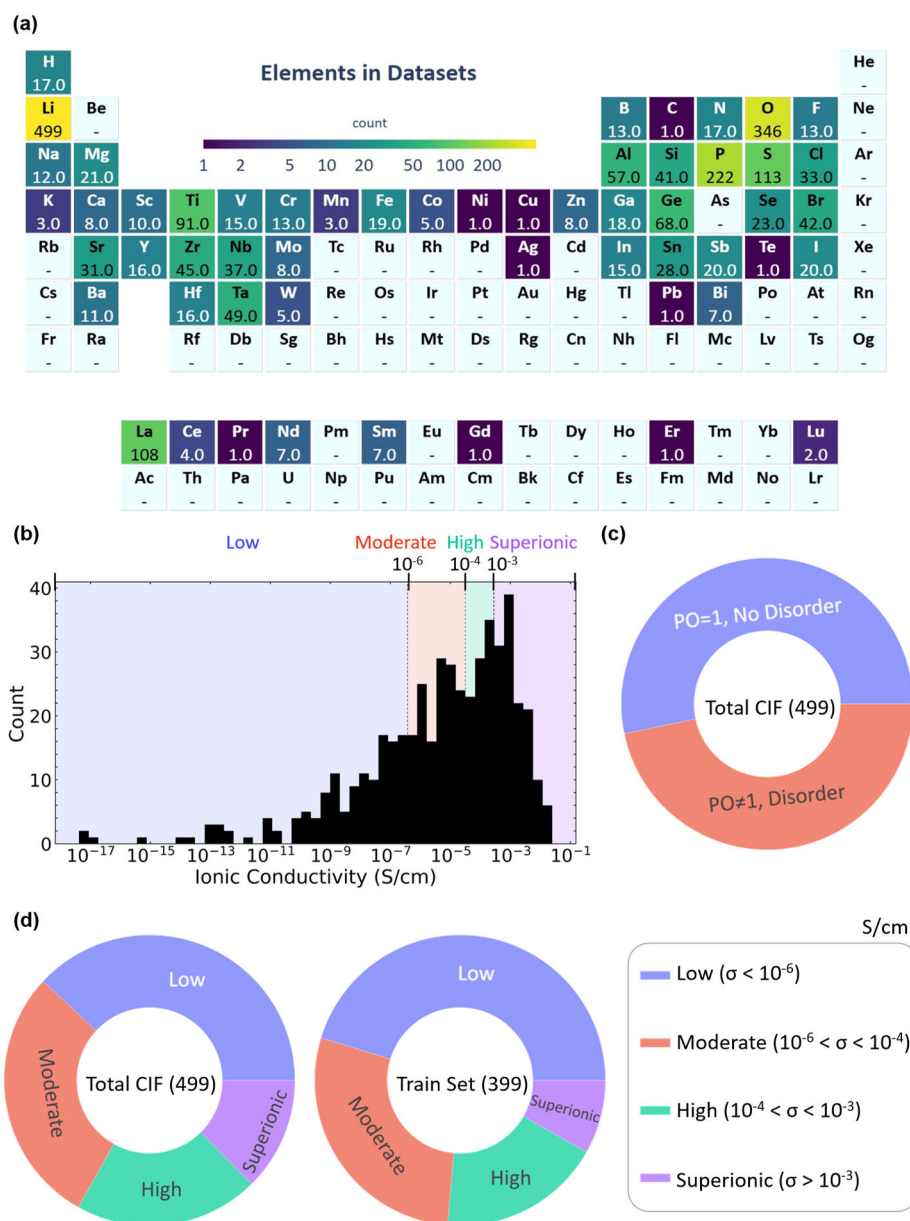 (a)
H He
17.0 -
Elements in Datasets
Li Be B C N O F Ne
499 - 13.0 1.0 17.0 346 13.0 -
count
Na Mg Al Si P S Cl Ar
12.0 21.0 57.0 41.0 222 113 33.0 -
1 2 5 10 20 50 100 200
K Ca Sc Ti V Cr Mn Fe Co Ni Cu Zn Ga Ge As Se Br Kr
3.0 8.0 10.0 91.0 15.0 13.0 3.0 19.0 5.0 1.0 1.0 8.0 18.0 68.0 - 23.0 42.0 -
Rb Sr Y Zr Nb Mo Tc Ru Rh Pd Ag Cd In Sn Sb Te I Xe
- 31.0 16.0 45.0 37.0 8.0 - - - - 1.0 - 15.0 28.0 20.0 1.0 20.0 -
Cs Ba Hf Ta W Re Os Ir Pt Au Hg Tl Pb Bi Po At Rn
- 11.0 16.0 49.0 5.0 - - - - - - - 1.0 7.0 - - -
Fr Ra Rf Db Sg Bh Hs Mt Ds Rg Cn Nh Fl Mc Lv Ts Og
- - - - - - - - - - - - - - - - -
La Ce Pr Nd Pm Sm Eu Gd Tb Dy Ho Er Tm Yb Lu
108 4.0 1.0 7.0 - 7.0 - 1.0 - - - 1.0 - - 2.0
Ac Th Pa U Np Pu Am Cm Bk Cf Es Fm Md No Lr
- - - - - - - - - - - - - - -
(b)
Low Moderate High Superionic
10⁻⁶ 10⁻⁴ 10⁻³
40
30
20
10
0
Count
10⁻¹⁷ 10⁻¹⁵ 10⁻¹³ 10⁻¹¹ 10⁻⁹ 10⁻⁷ 10⁻⁵ 10⁻³ 10⁻¹
Ionic Conductivity (S/cm)
(c)
PO=1, No Disorder
Total CIF (499)
PO≠1, Disorder
(d)
Low
Moderate
Total CIF (499)
Superionic
High
Low
Moderate
Train Set (399)
Superionic
High
S/cm
Low (σ < 10⁻⁶)
Moderate (10⁻⁶ < σ < 10⁻⁴)
High (10⁻⁴ < σ < 10⁻³)
Superionic (σ > 10⁻³)